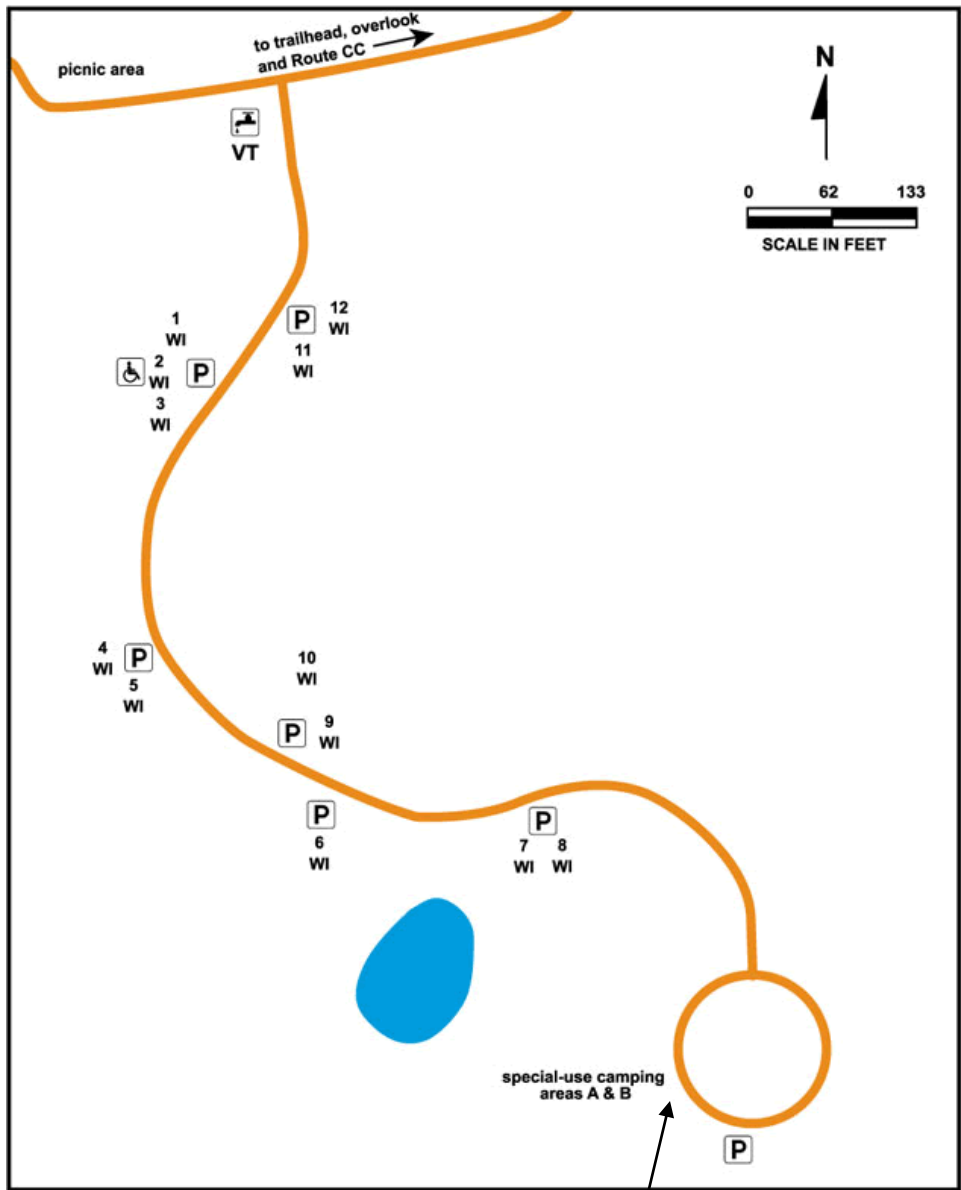 to trailhead, overlook
and Route CC
picnic area
N
VT
0 62 133
SCALE IN FEET
1
WI
2
WI
P
3
WI
P
12
WI
11
WI
4
WI
P
5
WI
10
WI
P
9
WI
P
6
WI
P
7
WI
8
WI
special-use camping
areas A & B
P